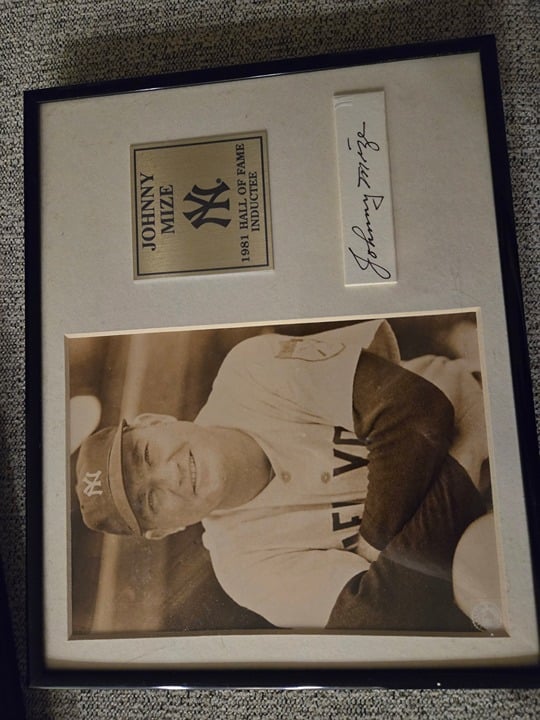 JOHNNY
MIZE
NY
1981 HALL OF FAME
INDUCTEE
Johnny Mize
NY